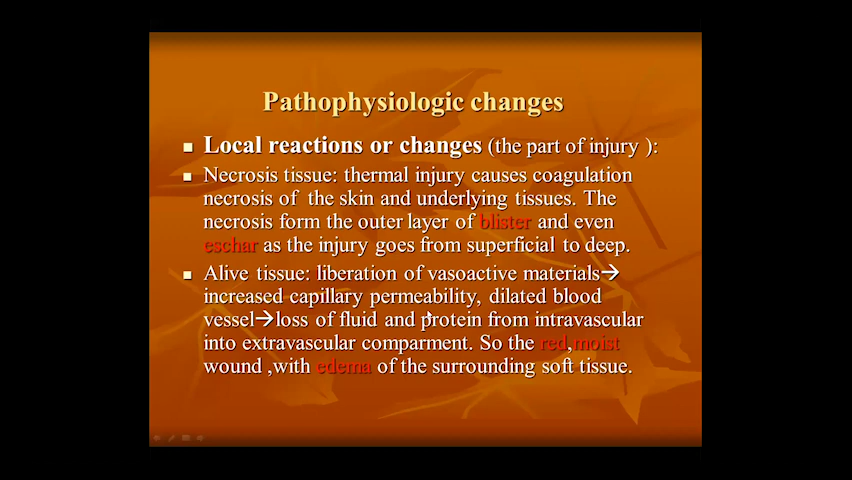 Pathophysiologic changes
Local reactions or changes (the part of injury ):
Necrosis tissue: thermal injury causes coagulation
necrosis of the skin and underlying tissues. The
necrosis form the outer layer of blister and even
eschar as the injury goes from superficial to deep.
Alive tissue: liberation of vasoactive materials→
increased capillary permeability, dilated blood
vessel→loss of fluid and protein from intravascular
into extravascular comparment. So the red,moist
wound ,with edema of the surrounding soft tissue.